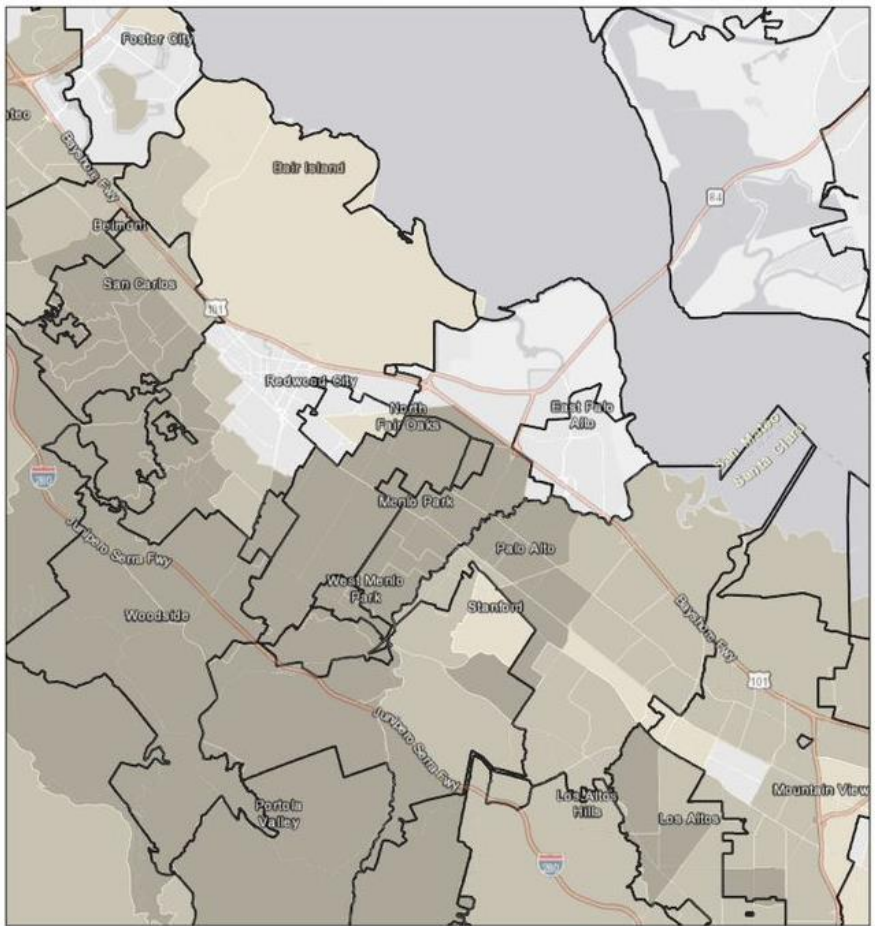 Foster City
ateo
Bayshore Fwy
Bair Island
84
Belmont
San Carlos
101
Redwood City
North
Fair Oaks
East Palo
Alto
San Mateo
Santa Clara
280
Menlo Park
Junipero Serra Fwy
Palo Alto
West Menlo
Park
Stanford
Woodside
Bayshore Fwy
101
Junipero Serra Fwy
Portola
Valley
Los Altos
Hills
Los Altos
Mountain View
280